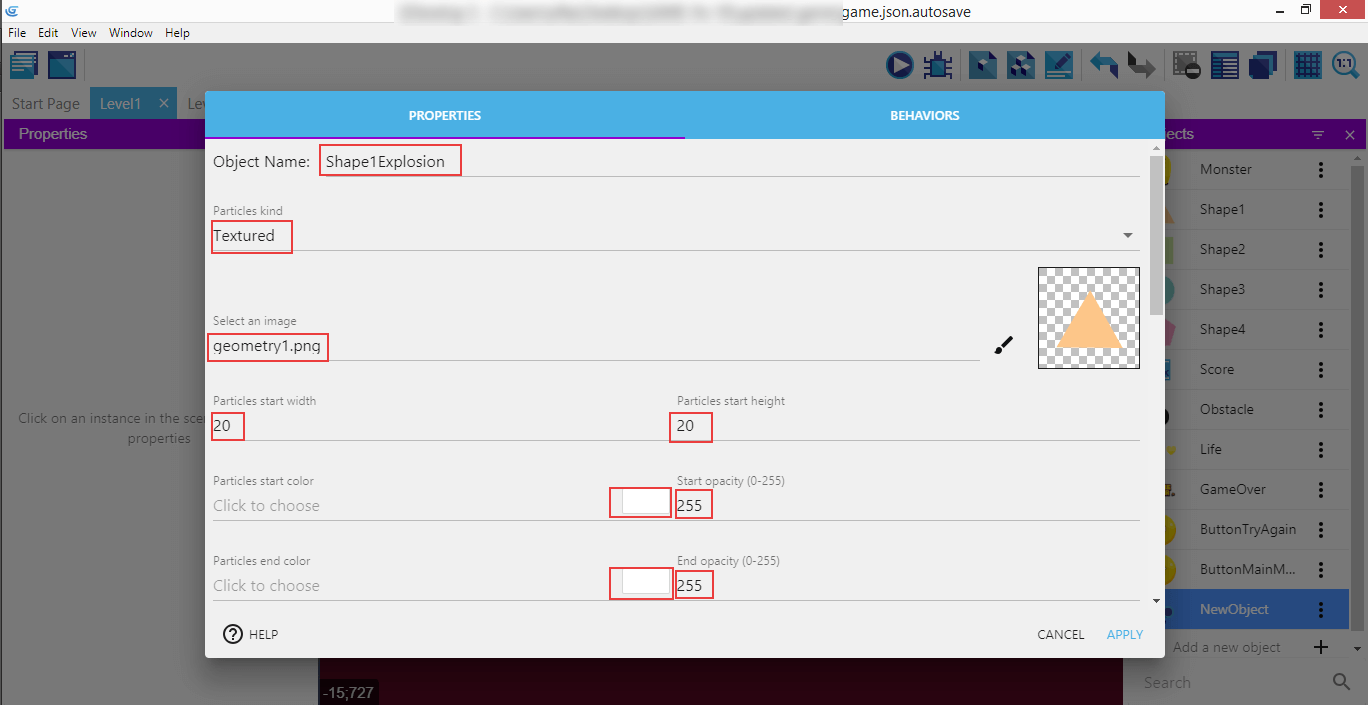 game.json.autosave
File Edit View Window Help
1:1
Start Page Level1 × Le
Properties
PROPERTIES BEHAVIORS
ects
Object Name: Shape1Explosion
Particles kind
Textured
Select an image
geometry1.png
Particles start width Particles start height
20 20
Particles start color Start opacity (0-255)
Click to choose 255
Particles end color End opacity (0-255)
Click to choose 255
? HELP CANCEL APPLY
Click on an instance in the sce
properties
Monster
Shape1
Shape2
Shape3
Shape4
Score
Obstacle
Life
GameOver
ButtonTryAgain
ButtonMainM...
NewObject
Add a new object +
Search
-15;727